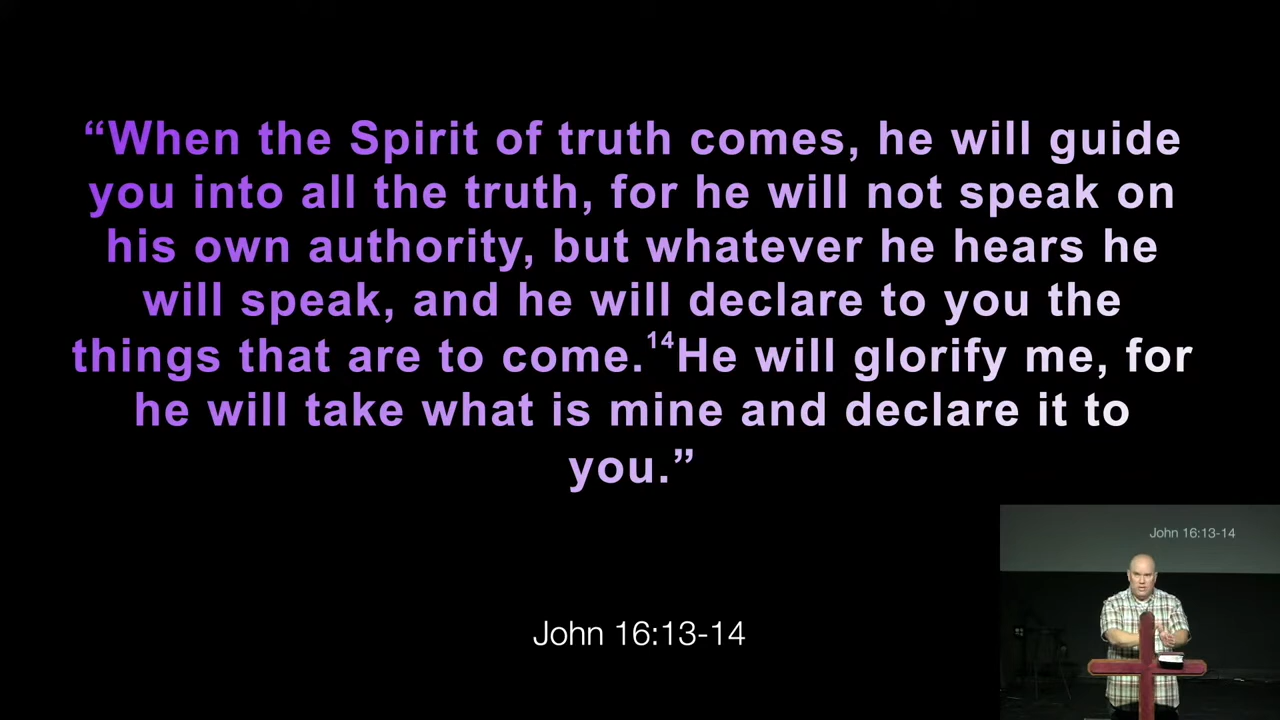 “When the Spirit of truth comes, he will guide
you into all the truth, for he will not speak on
his own authority, but whatever he hears he
will speak, and he will declare to you the
things that are to come.¹⁴He will glorify me, for
he will take what is mine and declare it to
you.”
John 16:13-14
John 16:13-14